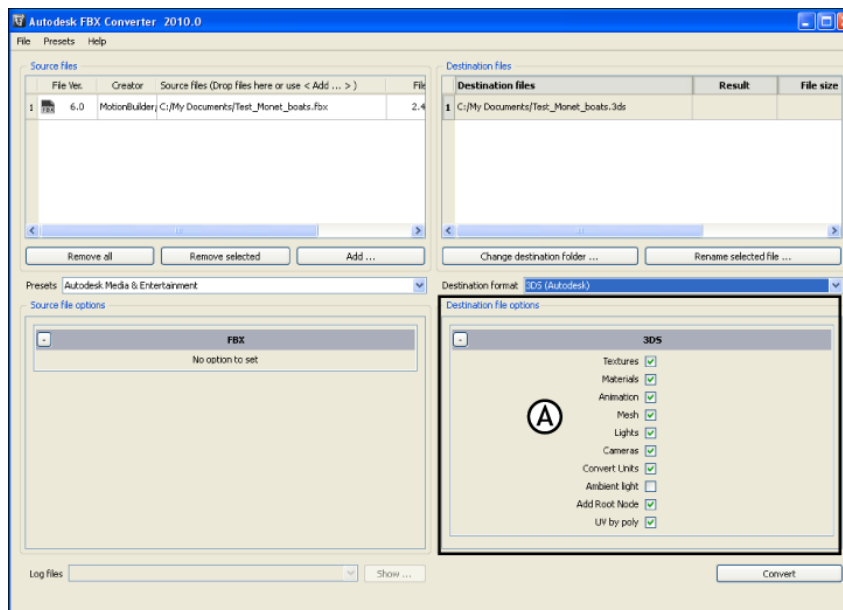 Autodesk FBX Converter 2010.0
File Presets Help
Source files
File Ver. Creator Source files (Drop files here or use < Add ... > ) File
1 FBX 6.0 MotionBuilder C:/My Documents/Test_Monet_boats.fbx 2.4
Remove all Remove selected Add ...
Destination files
Destination files Result File size
1 C:/My Documents/Test_Monet_boats.3ds
Change destination folder ... Rename selected file ...
Presets Autodesk Media & Entertainment
Destination format 3DS (Autodesk)
Source file options
- FBX
No option to set
Destination file options
- 3DS
Textures
Materials
Animation
Mesh
Lights
Cameras
Convert Units
Ambient light
Add Root Node
UV by poly
A
Log files Show ...
Convert